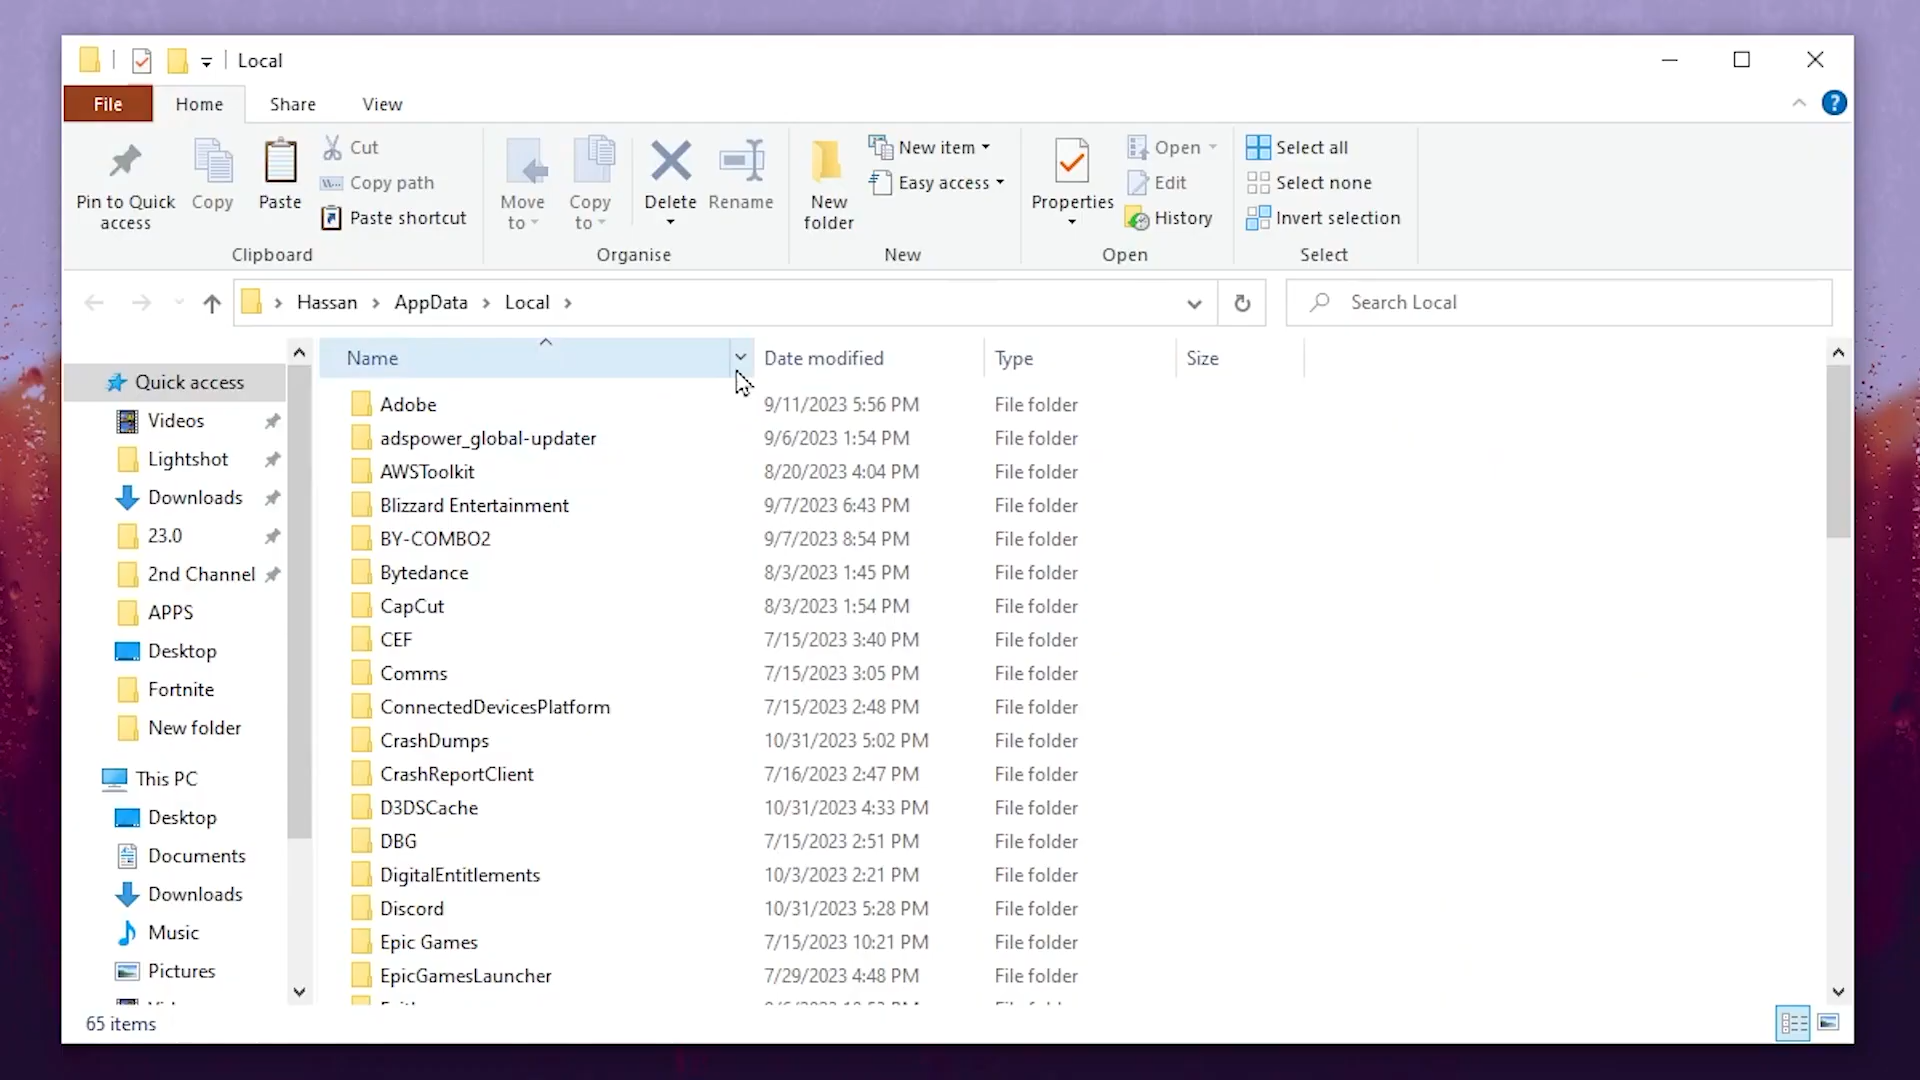 Local
File Home Share View
Pin to Quick access
Copy
Paste
Cut
Copy path
Paste shortcut
Clipboard
Move to
Copy to
Delete
Rename
Organise
New folder
New item
Easy access
New
Properties
Open
Edit
History
Open
Select all
Select none
Invert selection
Select
Hassan AppData Local
Search Local
Quick access
Videos
Lightshot
Downloads
23.0
2nd Channel
APPS
Desktop
Fortnite
New folder
This PC
Desktop
Documents
Downloads
Music
Pictures
Name Date modified Type Size
Adobe 9/11/2023 5:56 PM File folder
adspower_global-updater 9/6/2023 1:54 PM File folder
AWSToolkit 8/20/2023 4:04 PM File folder
Blizzard Entertainment 9/7/2023 6:43 PM File folder
BY-COMBO2 9/7/2023 8:54 PM File folder
Bytedance 8/3/2023 1:45 PM File folder
CapCut 8/3/2023 1:54 PM File folder
CEF 7/15/2023 3:40 PM File folder
Comms 7/15/2023 3:05 PM File folder
ConnectedDevicesPlatform 7/15/2023 2:48 PM File folder
CrashDumps 10/31/2023 5:02 PM File folder
CrashReportClient 7/16/2023 2:47 PM File folder
D3DSCache 10/31/2023 4:33 PM File folder
DBG 7/15/2023 2:51 PM File folder
DigitalEntitlements 10/3/2023 2:21 PM File folder
Discord 10/31/2023 5:28 PM File folder
Epic Games 7/15/2023 10:21 PM File folder
EpicGamesLauncher 7/29/2023 4:48 PM File folder
65 items